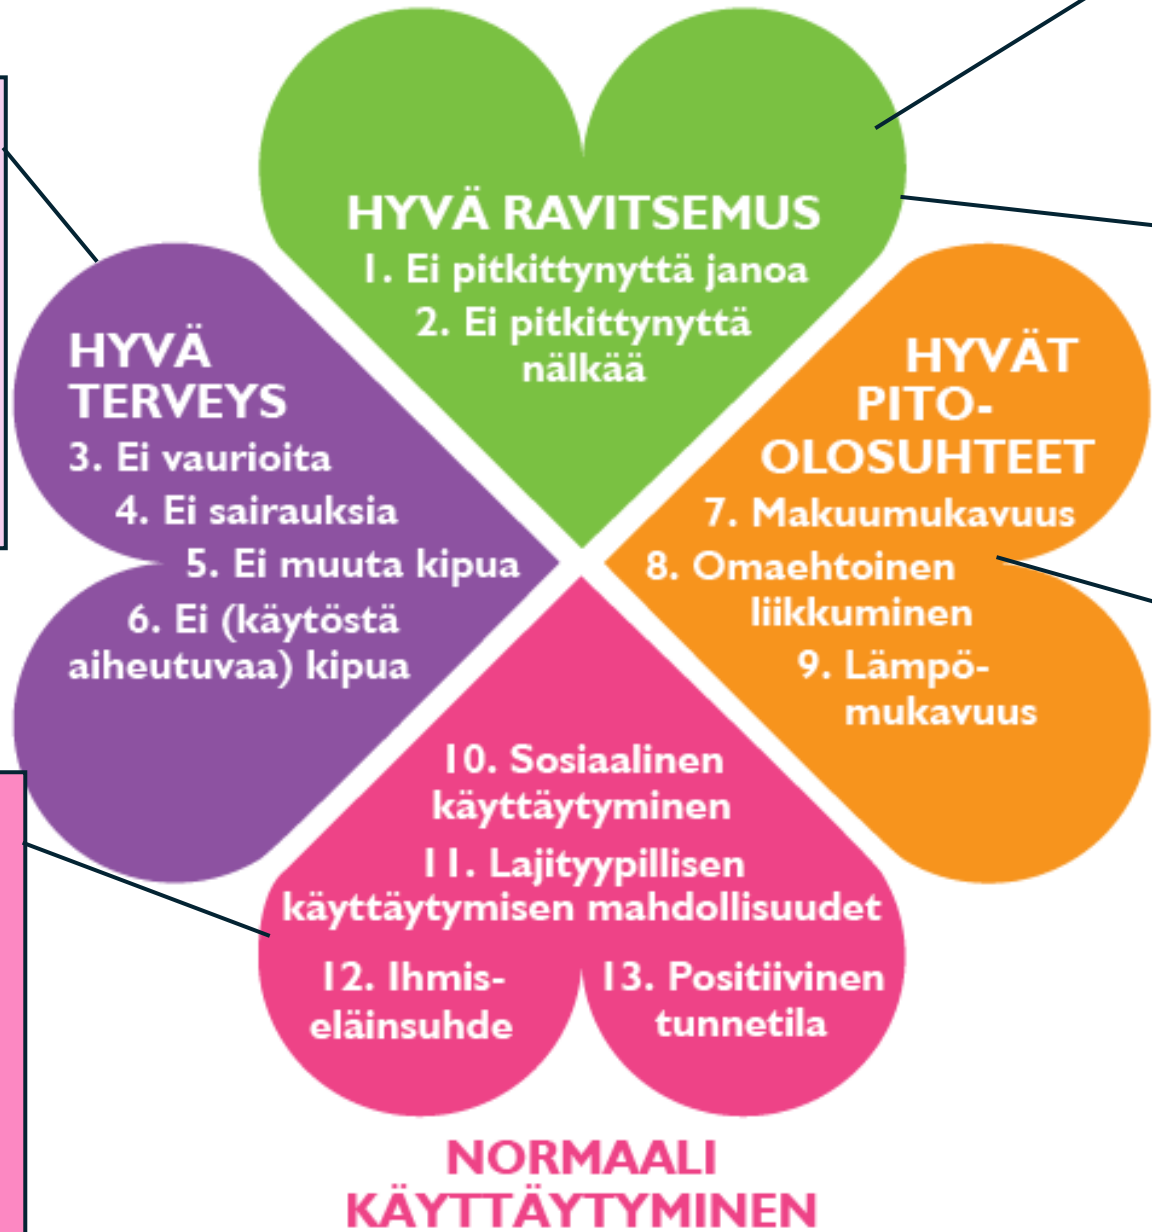 HYVÄ RAVITSEMUS
1. Ei pitkittynyttä janoa
2. Ei pitkittynyttä
nälkää
HYVÄ
TERVEYS
3. Ei vaurioita
4. Ei sairauksia
5. Ei muuta kipua
6. Ei (käytöstä
aiheutuvaa) kipua
HYVÄT
PITO-
OLOSUHTEET
7. Makuumukavuus
8. Omaehtoinen
liikkuminen
9. Lämpö-
mukavuus
10. Sosiaalinen
käyttäytyminen
11. Lajityypillisen
käyttäytymisen mahdollisuudet
12. Ihmis-
eläinsuhde
13. Positiivinen
tunnetila
NORMAALI
KÄYTTÄYTYMINEN